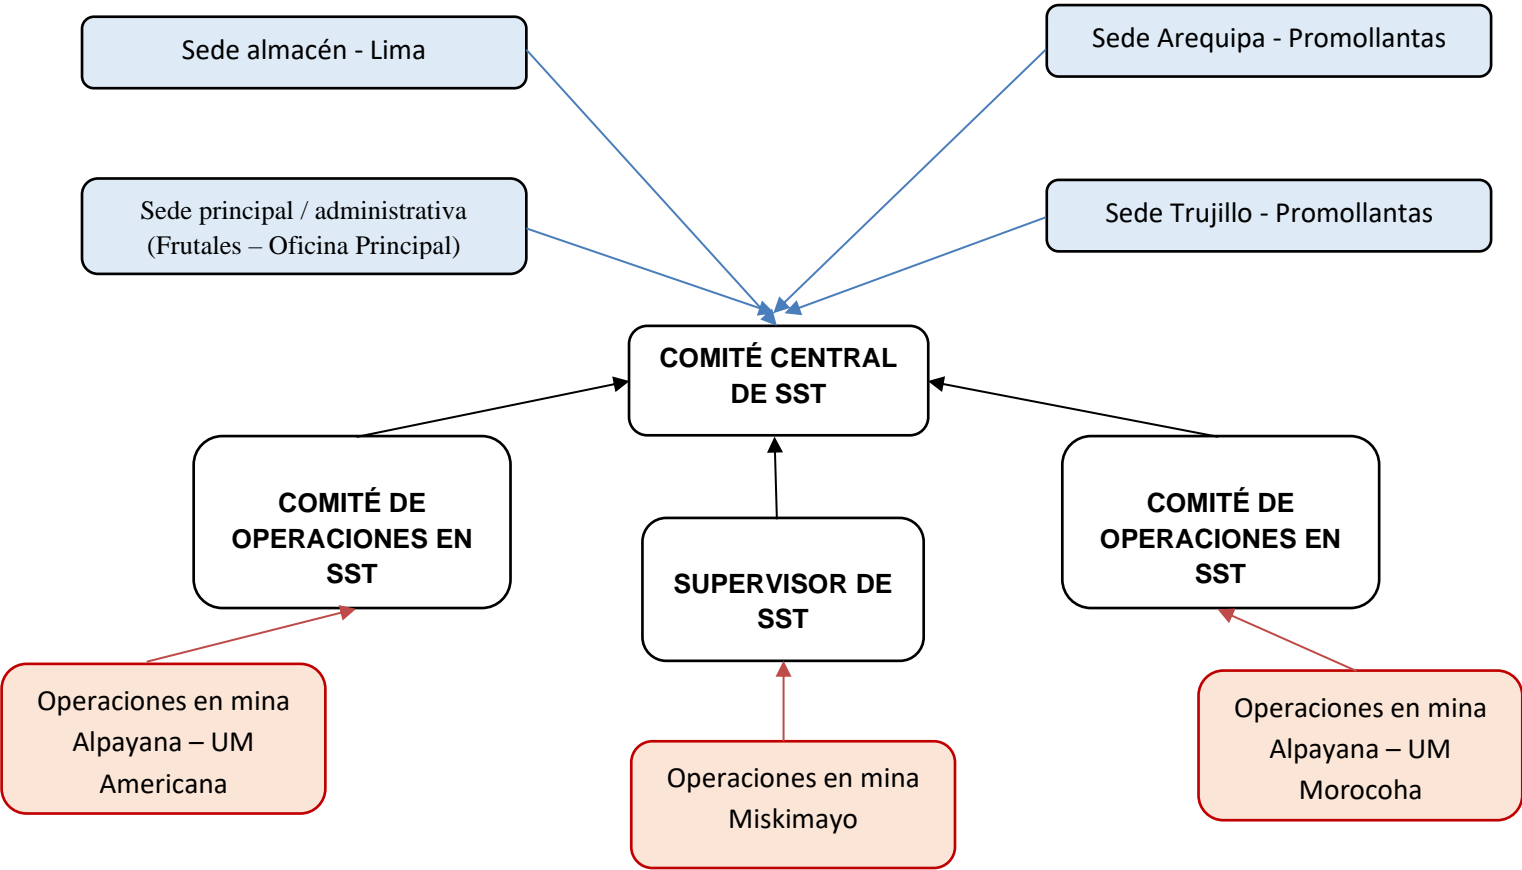 Sede almacén - Lima
Sede Arequipa - Promollantas
Sede principal / administrativa
(Frutales – Oficina Principal)
Sede Trujillo - Promollantas
COMITÉ CENTRAL
DE SST
COMITÉ DE
OPERACIONES EN
SST
SUPERVISOR DE
SST
COMITÉ DE
OPERACIONES EN
SST
Operaciones en mina
Alpayana – UM
Americana
Operaciones en mina
Miskimayo
Operaciones en mina
Alpayana – UM
Morocoha